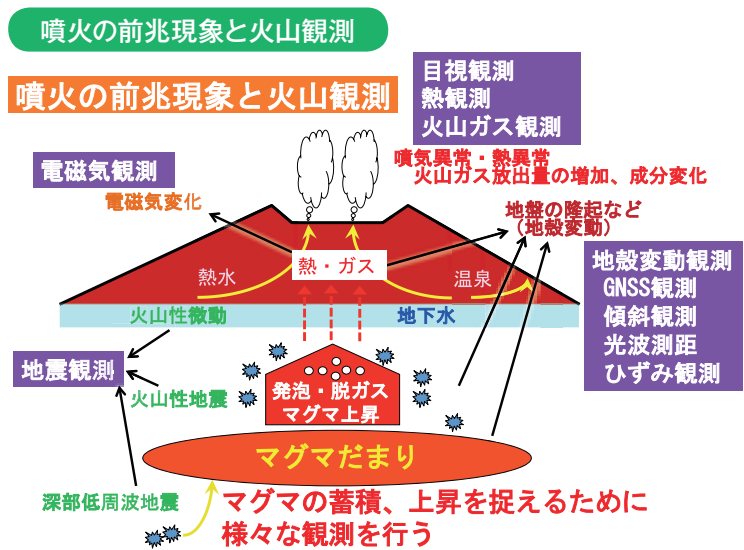 噴火の前兆現象と火山観測
噴火の前兆現象と火山観測
目視観測
熱観測
火山ガス観測
噴気異常・熱異常
火山ガス放出量の増加、成分変化
電磁気観測
電磁気変化
地盤の隆起など
（地殻変動）
熱・ガス
熱水
温泉
地殻変動観測
GNSS観測
傾斜観測
光波測距
ひずみ観測
火山性微動
地下水
地震観測
火山性地震
発泡・脱ガス
マグマ上昇
マグマだまり
深部低周波地震
マグマの蓄積、上昇を捉えるために
様々な観測を行う